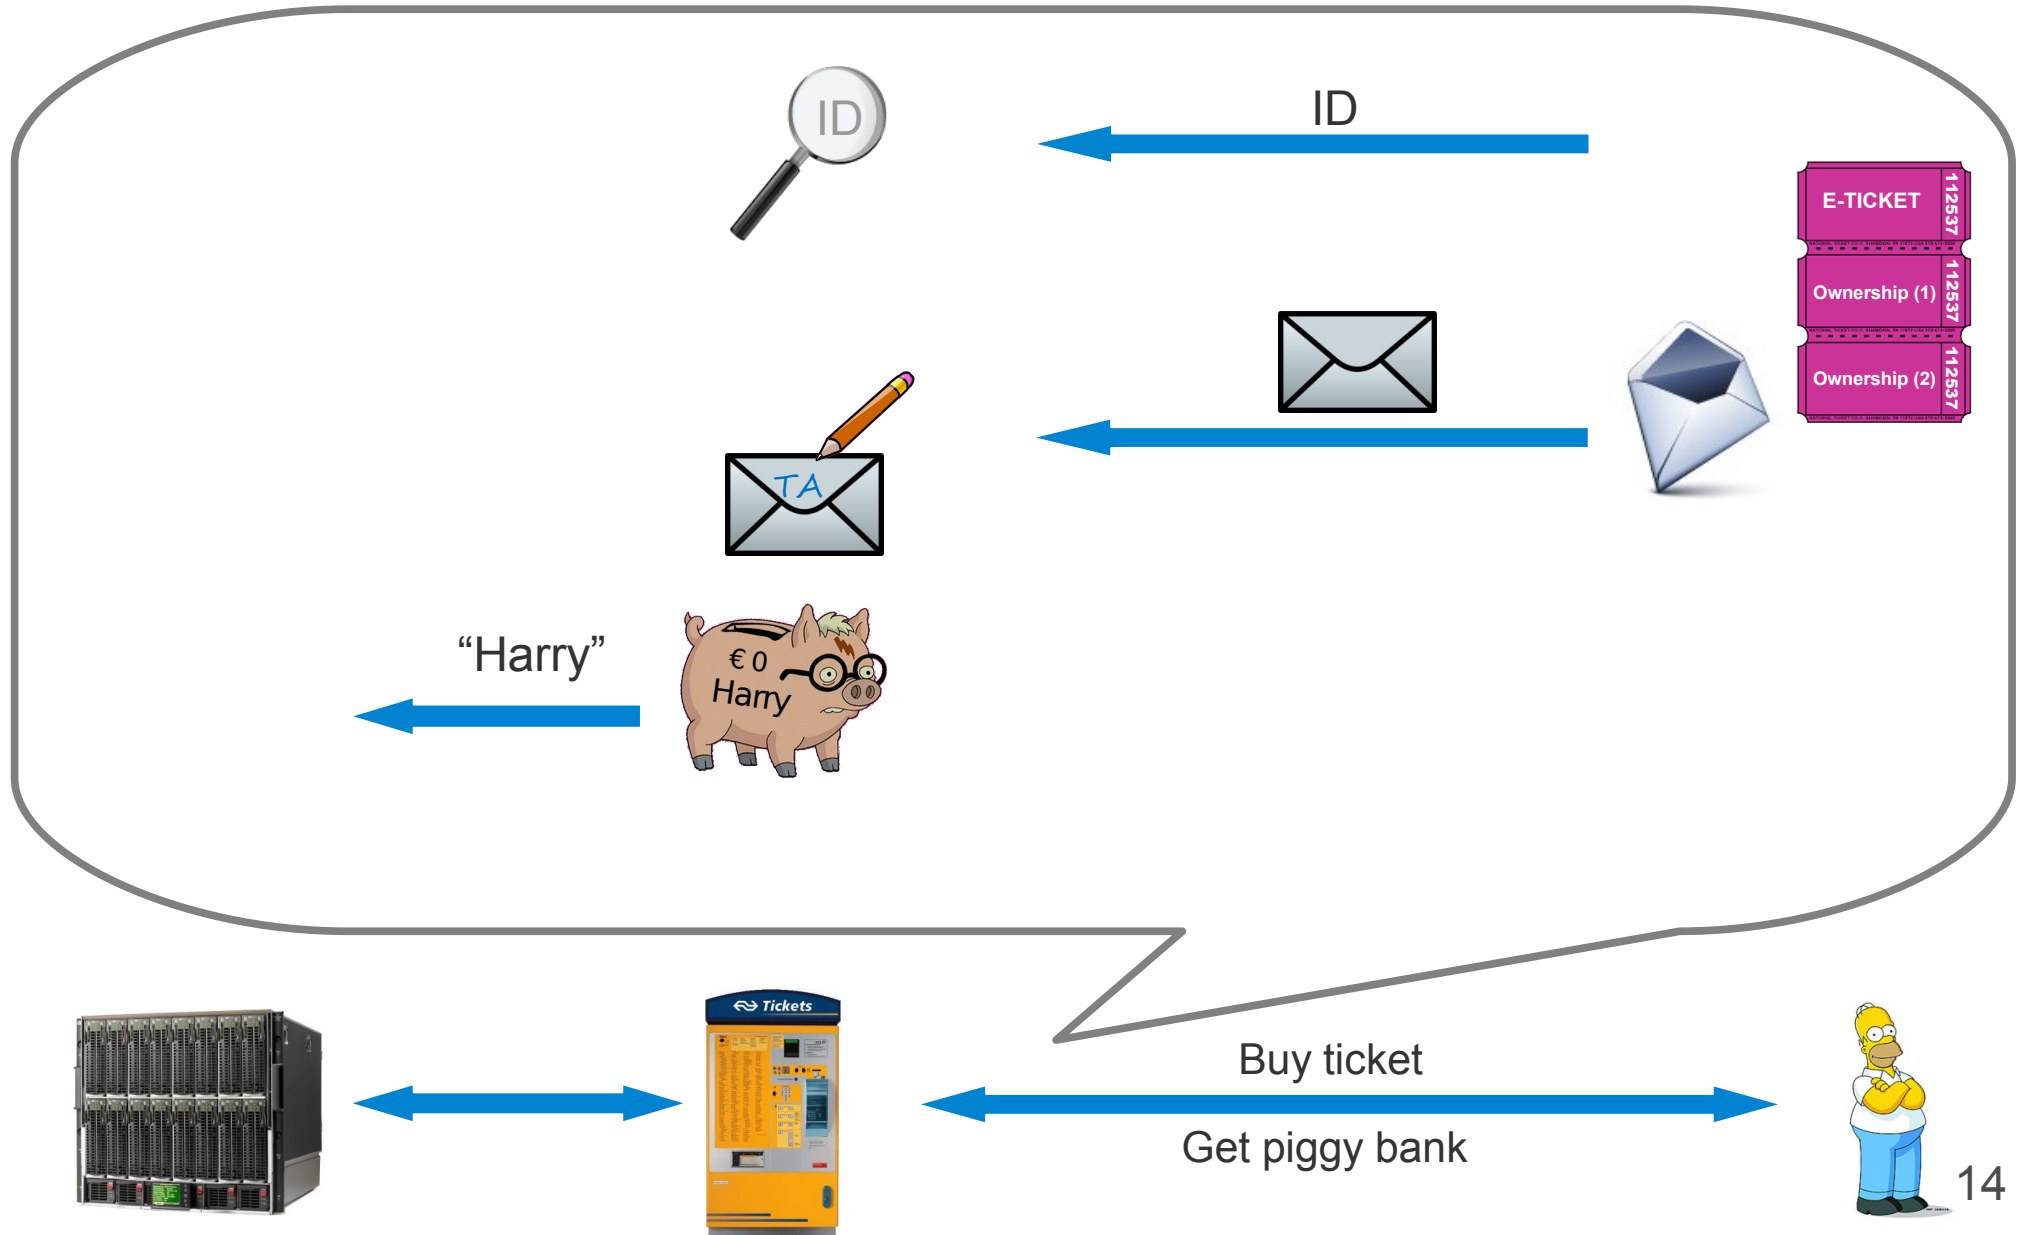 ID
ID
E-TICKET
112537
Ownership (1)
112537
Ownership (2)
112537
TA
“Harry”
€ 0
Harry
Tickets
Buy ticket
Get piggy bank
14